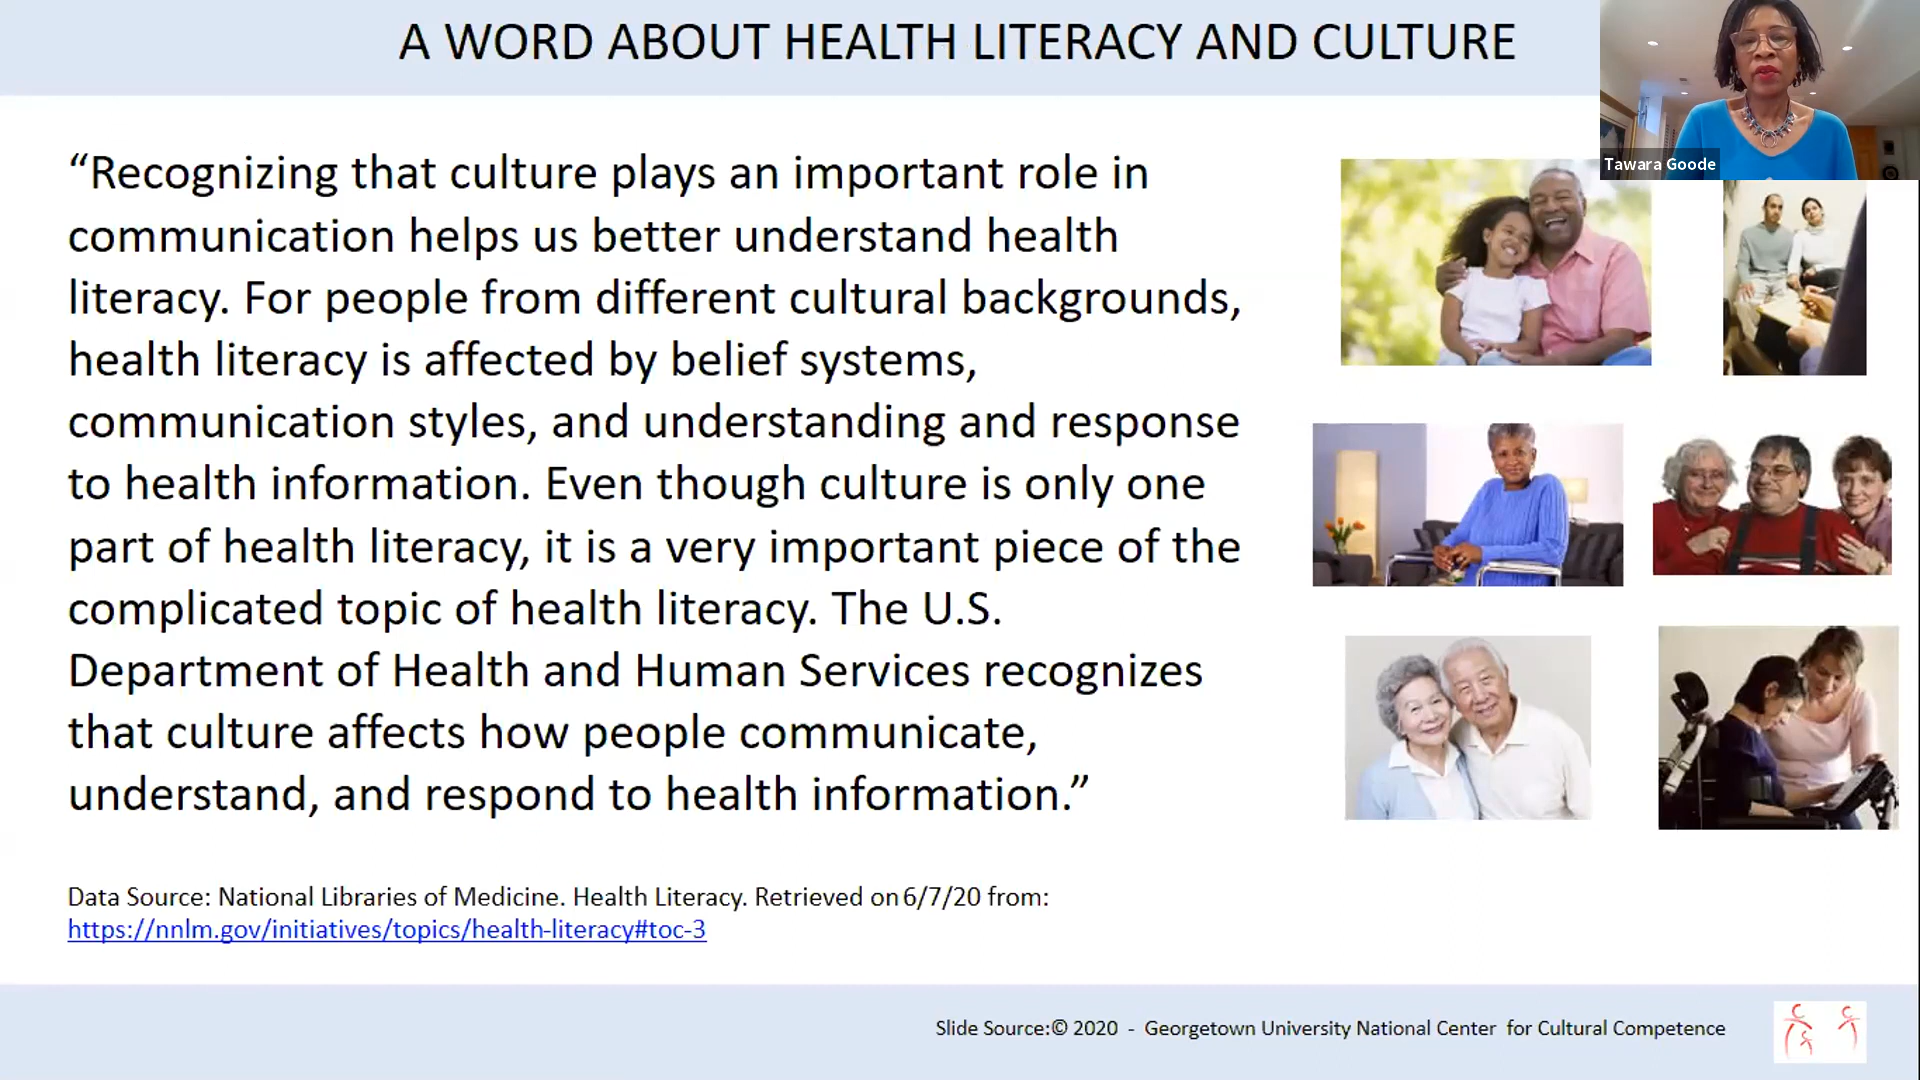 A WORD ABOUT HEALTH LITERACY AND CULTURE
Tawara Goode
“Recognizing that culture plays an important role in
communication helps us better understand health
literacy. For people from different cultural backgrounds,
health literacy is affected by belief systems,
communication styles, and understanding and response
to health information. Even though culture is only one
part of health literacy, it is a very important piece of the
complicated topic of health literacy. The U.S.
Department of Health and Human Services recognizes
that culture affects how people communicate,
understand, and respond to health information.”
Data Source: National Libraries of Medicine. Health Literacy. Retrieved on 6/7/20 from:
https://nnlm.gov/initiatives/topics/health-literacy#toc-3
Slide Source:© 2020 - Georgetown University National Center for Cultural Competence